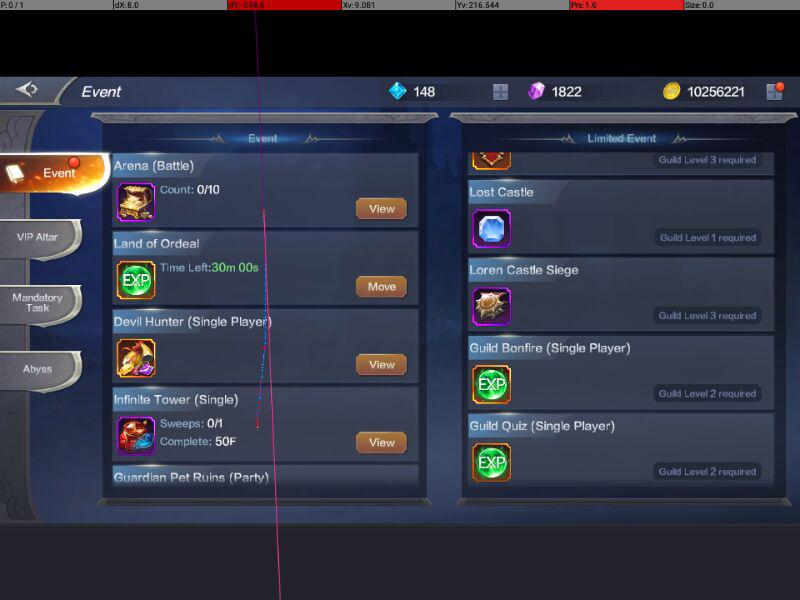 P: 0 / 1
dX: 8.0
dY: -278.6
Xv: 9.081
Yv: 216.544
Prs: 1.0
Size: 0.0
Event
148
1822
10256221
Event
VIP Altar
Mandatory
Task
Abyss
Event
Arena (Battle)
Count: 0/10
View
Land of Ordeal
EXP
Time Left:30m 00s
Move
Devil Hunter (Single Player)
View
Infinite Tower (Single)
Sweeps: 0/1
Complete: 50F
View
Guardian Pet Ruins (Party)
Limited Event
Guild Level 3 required
Lost Castle
Guild Level 1 required
Loren Castle Siege
Guild Level 3 required
Guild Bonfire (Single Player)
EXP
Guild Level 2 required
Guild Quiz (Single Player)
EXP
Guild Level 2 required